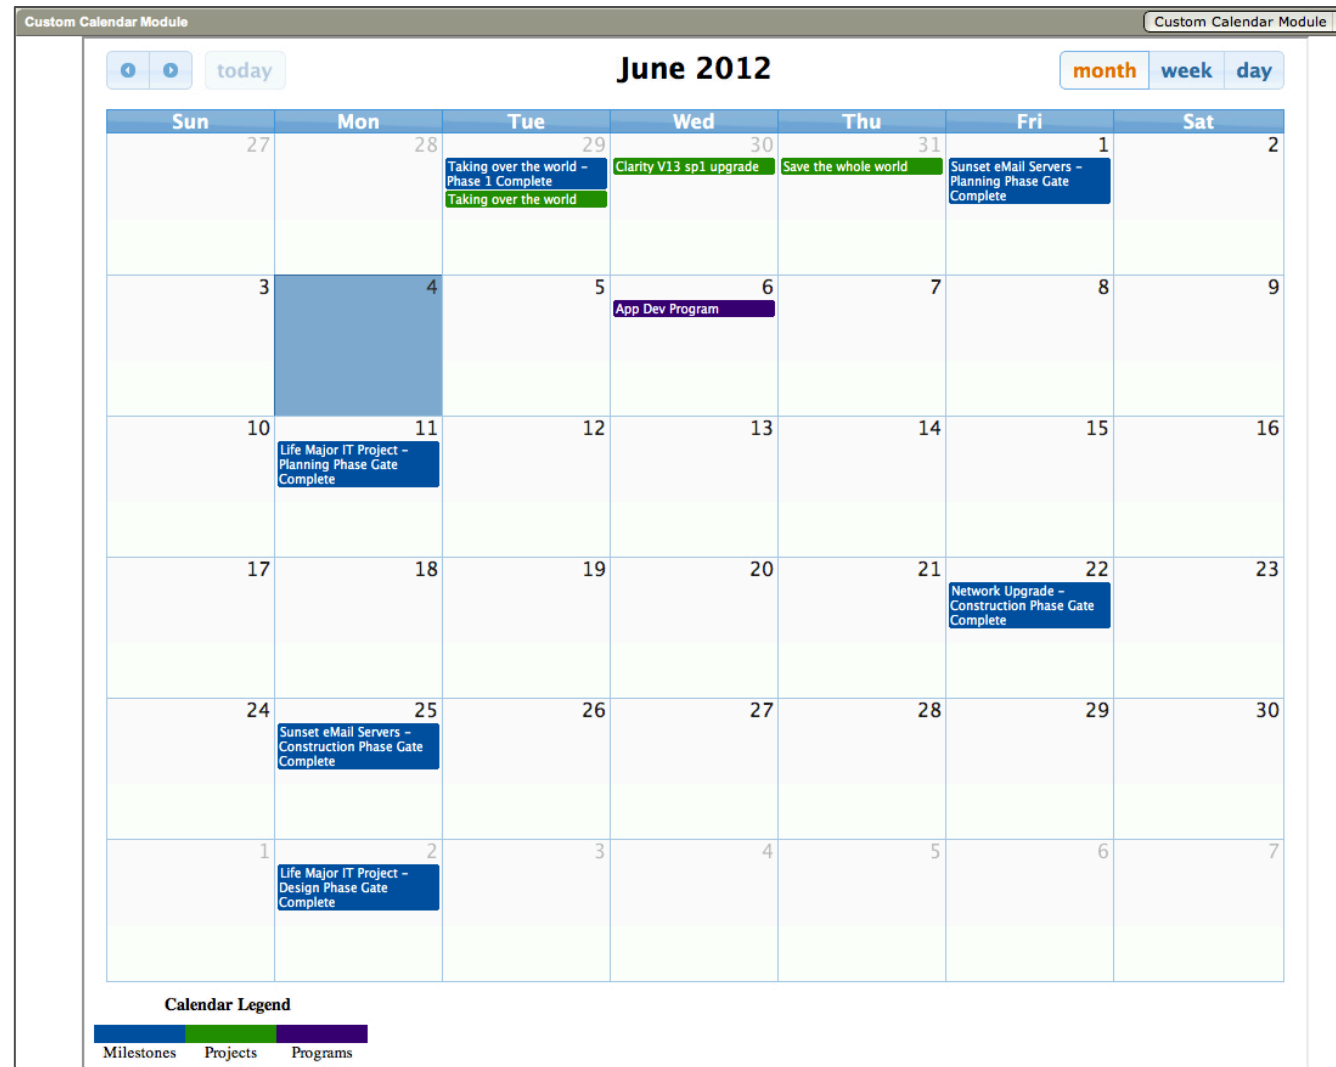 Custom Calendar Module
Custom Calendar Module
today
June 2012
month week day
Sun Mon Tue Wed Thu Fri Sat
27 28 29 30 31 1 2
Taking over the world –
Phase 1 Complete
Taking over the world
Clarity V13 sp1 upgrade
Save the whole world
Sunset eMail Servers –
Planning Phase Gate
Complete
3 4 5 6 7 8 9
App Dev Program
10 11 12 13 14 15 16
Life Major IT Project –
Planning Phase Gate
Complete
17 18 19 20 21 22 23
Network Upgrade –
Construction Phase Gate
Complete
24 25 26 27 28 29 30
Sunset eMail Servers –
Construction Phase Gate
Complete
1 2 3 4 5 6 7
Life Major IT Project –
Design Phase Gate
Complete
Calendar Legend
Milestones Projects Programs